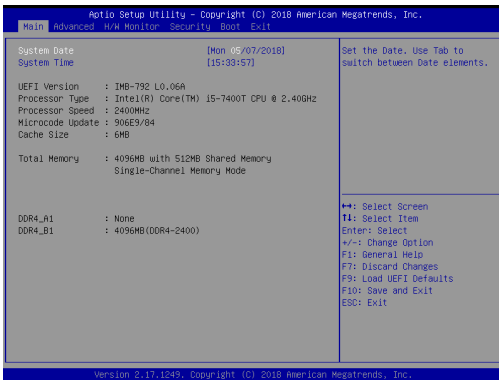 Aptio Setup Utility – Copyright (C) 2018 American Megatrends, Inc.
Main Advanced H/W Monitor Security Boot Exit
System Date [Mon 05/07/2018]
System Time [15:33:57]
UEFI Version : IMB-792 L0.06A
Processor Type : Intel(R) Core(TM) i5-7400T CPU @ 2.40GHz
Processor Speed : 2400MHz
Microcode Update : 906E9/84
Cache Size : 6MB
Total Memory : 4096MB with 512MB Shared Memory
Single-Channel Memory Mode
DDR4_A1 : None
DDR4_B1 : 4096MB(DDR4-2400)
Set the Date. Use Tab to
switch between Date elements.
↔: Select Screen
↑↓: Select Item
Enter: Select
+/-: Change Option
F1: General Help
F7: Discard Changes
F9: Load UEFI Defaults
F10: Save and Exit
ESC: Exit
Version 2.17.1249. Copyright (C) 2018 American Megatrends, Inc.